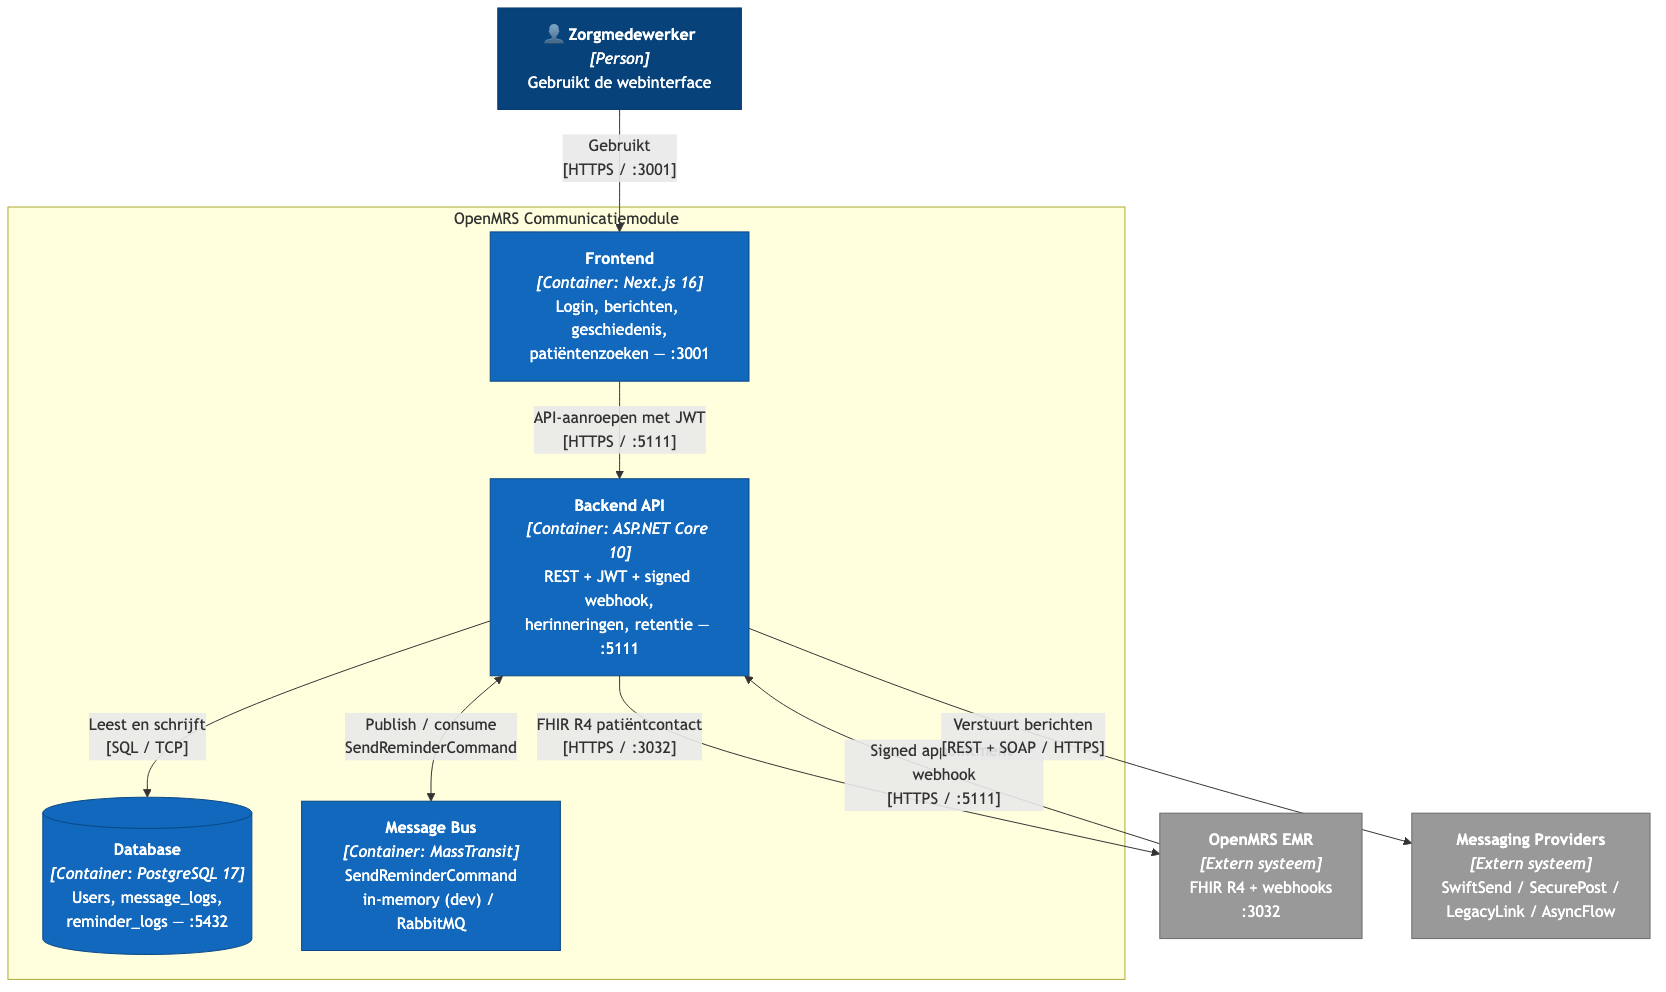 👤 Zorgmedewerker
[Person]
Gebruikt de webinterface
Gebruikt
[HTTPS / :3001]
OpenMRS Communicatiemodule
Frontend
[Container: Next.js 16]
Login, berichten,
geschiedenis,
patiëntenzoeken — :3001
API-aanroepen met JWT
[HTTPS / :5111]
Backend API
[Container: ASP.NET Core
10]
REST + JWT + signed
webhook,
herinneringen, retentie —
:5111
Leest en schrijft
[SQL / TCP]
Publish / consume
SendReminderCommand
FHIR R4 patiëntcontact
[HTTPS / :3032]
Signed
webhook
[HTTPS / :5111]
Verstuurt berichten
[REST + SOAP / HTTPS]
Database
[Container: PostgreSQL 17]
Users, message_logs,
reminder_logs — :5432
Message Bus
[Container: MassTransit]
SendReminderCommand
in-memory (dev) /
RabbitMQ
OpenMRS EMR
[Extern systeem]
FHIR R4 + webhooks
:3032
Messaging Providers
[Extern systeem]
SwiftSend / SecurePost /
LegacyLink / AsyncFlow